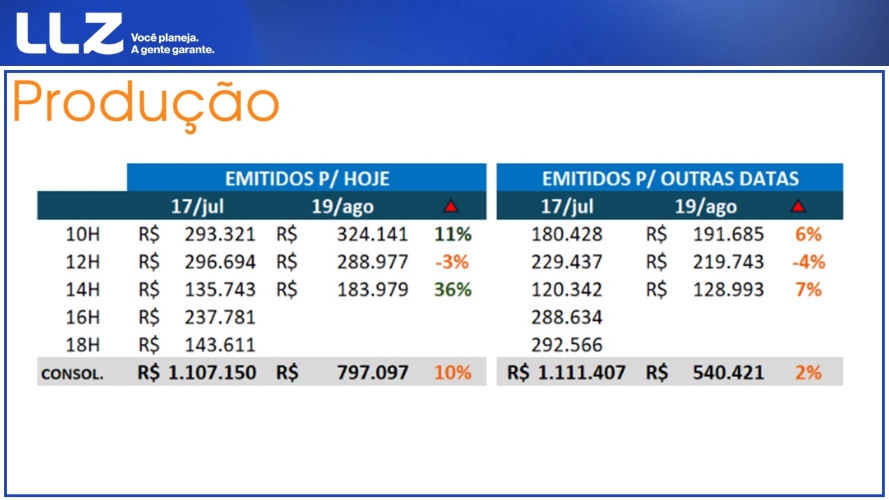 LLZ Você planeja.
A gente garante.
Produção
EMITIDOS P/ HOJE EMITIDOS P/ OUTRAS DATAS
17/jul 19/ago 17/jul 19/ago
10H R$ 293.321 R$ 324.141 11% 180.428 R$ 191.685 6%
12H R$ 296.694 R$ 288.977 -3% 229.437 R$ 219.743 -4%
14H R$ 135.743 R$ 183.979 36% 120.342 R$ 128.993 7%
16H R$ 237.781 288.634
18H R$ 143.611 292.566
CONSOL. R$ 1.107.150 R$ 797.097 10% R$ 1.111.407 R$ 540.421 2%